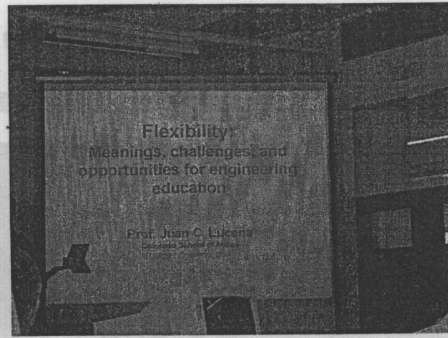 Flexibility:
Meanings, challenges, and
opportunities for engineering
education
Prof. Juan C. Lucena
Colorado School of Mines